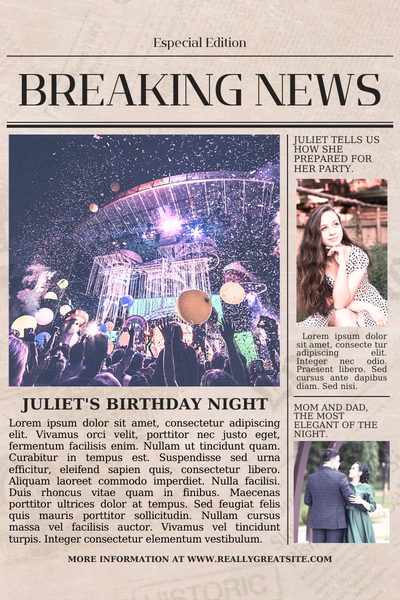 Especial Edition
BREAKING NEWS
JULIET TELLS US
HOW SHE
PREPARED FOR
HER PARTY.
Lorem ipsum dolor
sit amet, consectetur
adipiscing elit.
Integer nec odio.
Praesent libero. Sed
cursus ante dapibus
diam. Sed nisi.
MOM AND DAD,
THE MOST
ELEGANT OF THE
NIGHT.
JULIET'S BIRTHDAY NIGHT
Lorem ipsum dolor sit amet, consectetur adipiscing
elit. Vivamus orci velit, porttitor nec justo eget,
fermentum facilisis enim. Nullam ut tincidunt quam.
Curabitur in tempus est. Suspendisse sed urna
efficitur, eleifend sapien quis, consectetur libero.
Aliquam laoreet commodo imperdiet. Nulla facilisi.
Duis rhoncus vitae quam in finibus. Maecenas
porttitor ultrices dolor at tempus. Sed feugiat felis
quis mauris porttitor sollicitudin. Nullam cursus
massa vel facilisis auctor. Vivamus vel tincidunt
turpis. Integer consectetur elementum vestibulum.
MORE INFORMATION AT WWW.REALLYGREATSITE.COM